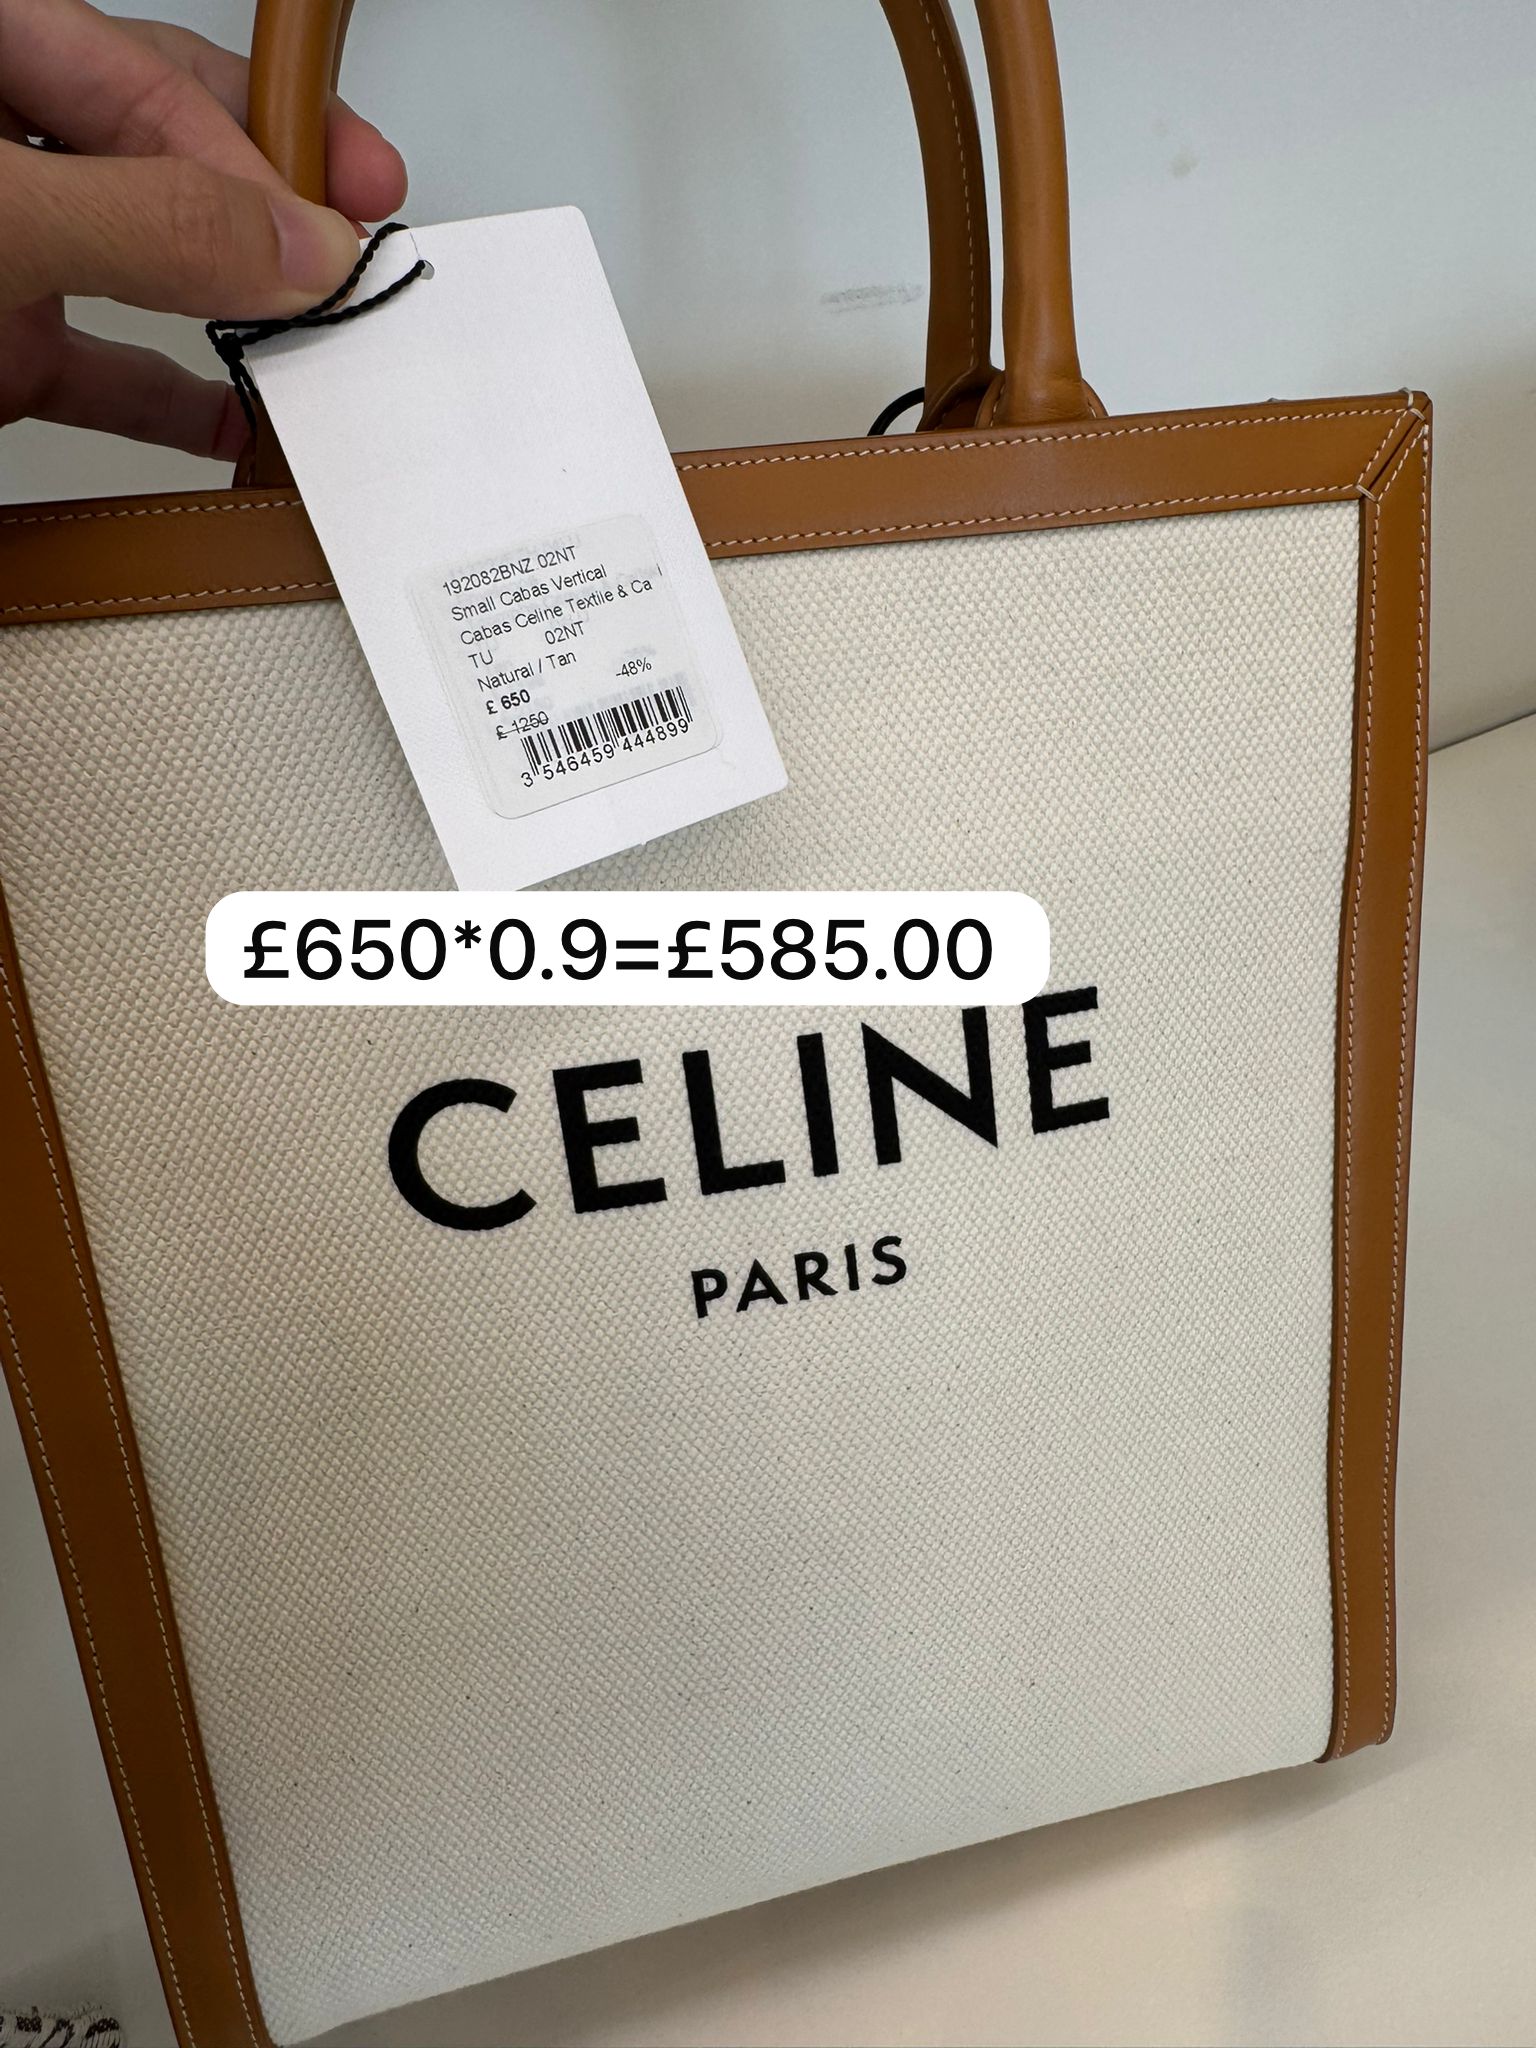 192082BNZ 02NT
Small Cabas Vertical
Cabas Celine Textile & Ca
TU 02NT
Natural / Tan
£ 650 -48%
£ 1250
3 546459 444899
£650*0.9=£585.00
CELINE
PARIS